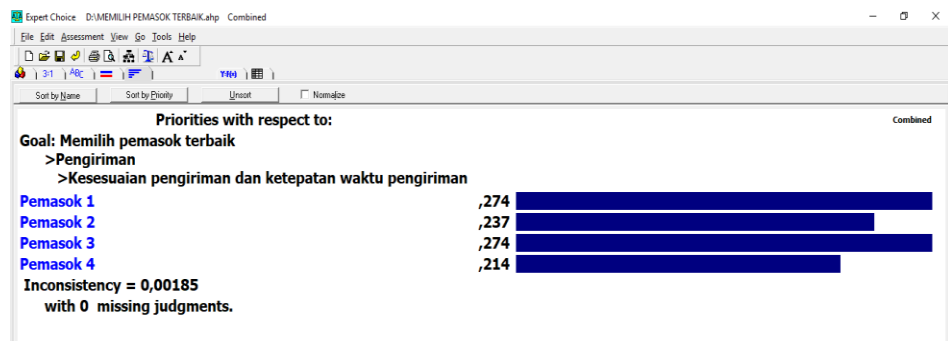 Expert Choice D:\MEMILIH PEMASOK TERBAIK.ahp Combined
File Edit Assessment View Go Tools Help
3:1 ABC Y=f(x)
Sort by Name Sort by Priority Unsort Normalize
Priorities with respect to: Combined
Goal: Memilih pemasok terbaik
>Pengiriman
>Kesesuaian pengiriman dan ketepatan waktu pengiriman
Pemasok 1 ,274
Pemasok 2 ,237
Pemasok 3 ,274
Pemasok 4 ,214
Inconsistency = 0,00185
with 0 missing judgments.